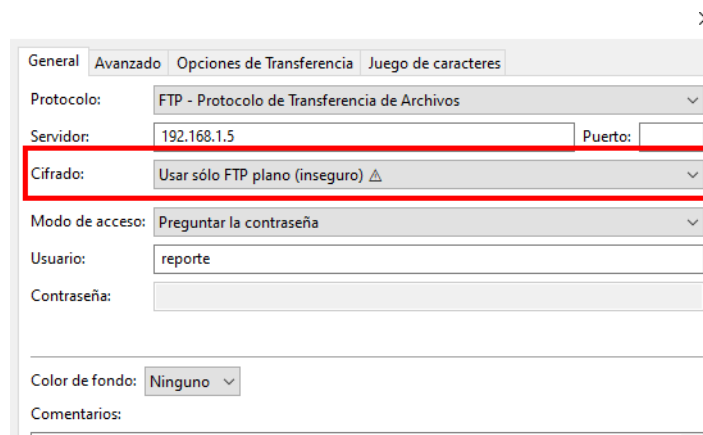 General Avanzado Opciones de Transferencia Juego de caracteres
Protocolo: FTP - Protocolo de Transferencia de Archivos
Servidor: 192.168.1.5 Puerto:
Cifrado: Usar sólo FTP plano (inseguro) ⚠
Modo de acceso: Preguntar la contraseña
Usuario: reporte
Contraseña:
Color de fondo: Ninguno
Comentarios: